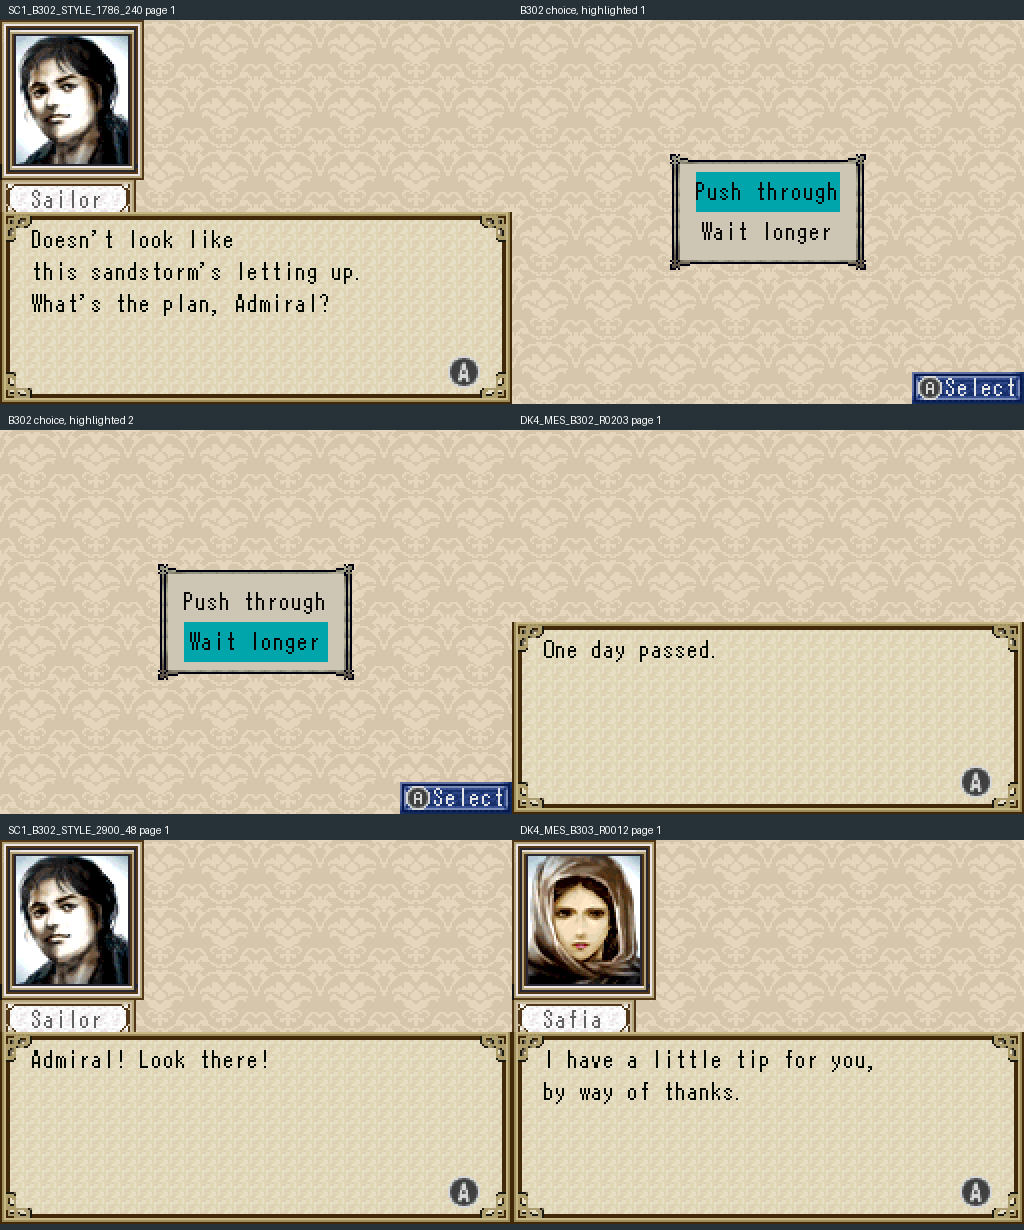 SC1_B302_STYLE_1786_240 page 1
Sailor
Doesn't look like
this sandstorm's letting up.
What's the plan, Admiral?
A
B302 choice, highlighted 1
Push through
Wait longer
A Select
B302 choice, highlighted 2
Push through
Wait longer
A Select
DK4_MES_B302_R0203 page 1
One day passed.
A
SC1_B302_STYLE_2900_48 page 1
Sailor
Admiral! Look there!
A
DK4_MES_B303_R0012 page 1
Safia
I have a little tip for you,
by way of thanks.
A